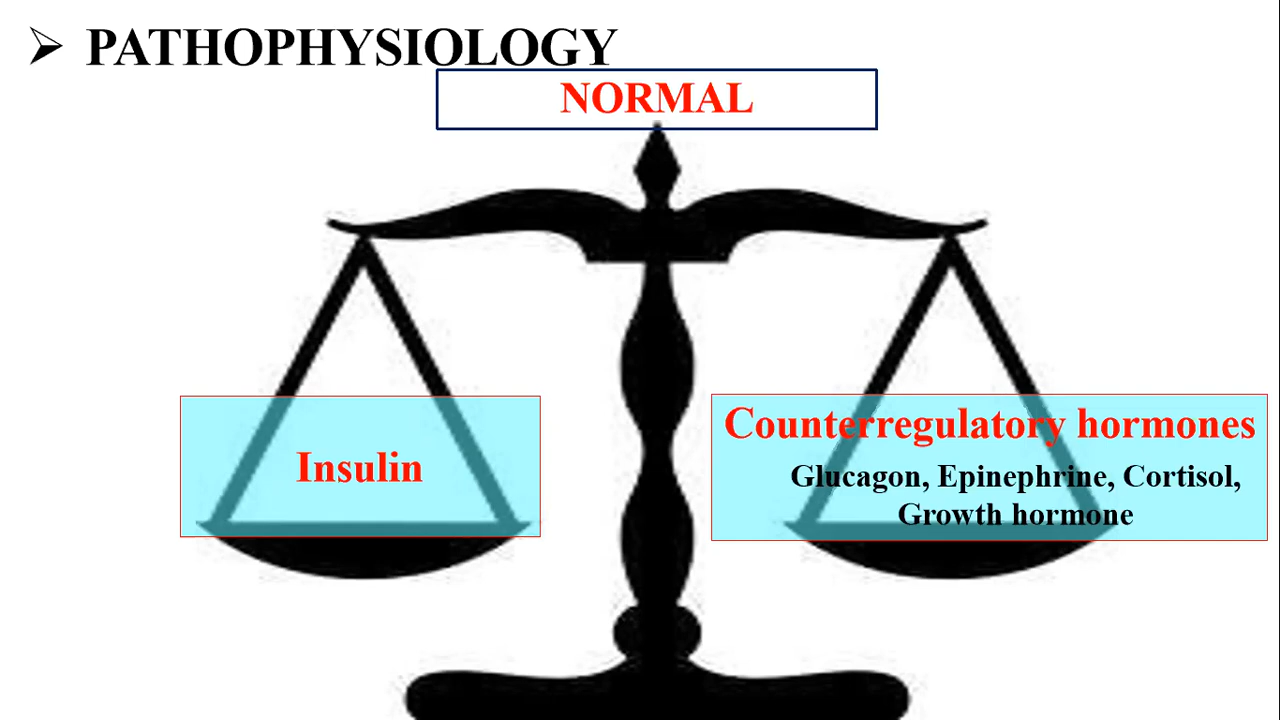 ➢ PATHOPHYSIOLOGY
NORMAL
Insulin
Counterregulatory hormones
Glucagon, Epinephrine, Cortisol,
Growth hormone